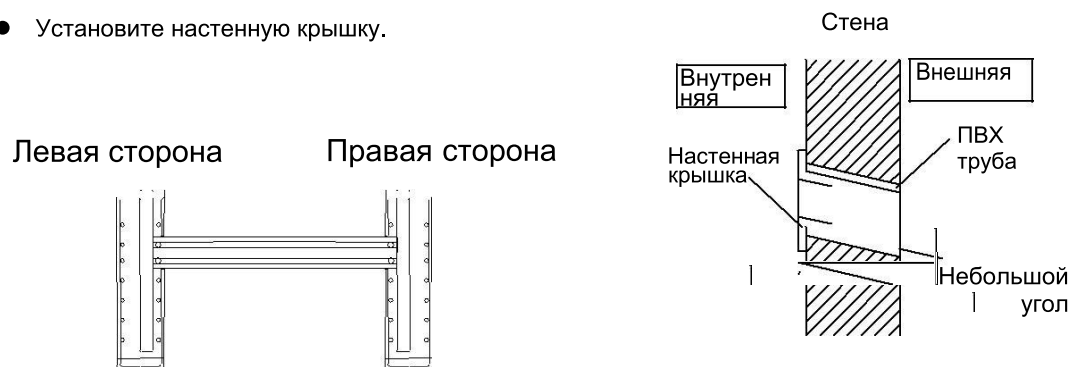 ● Установите настенную крышку.
Стена
Внутрен
няя
Внешняя
Левая сторона
Правая сторона
Настенная
крышка
ПВХ
труба
Небольшой
угол